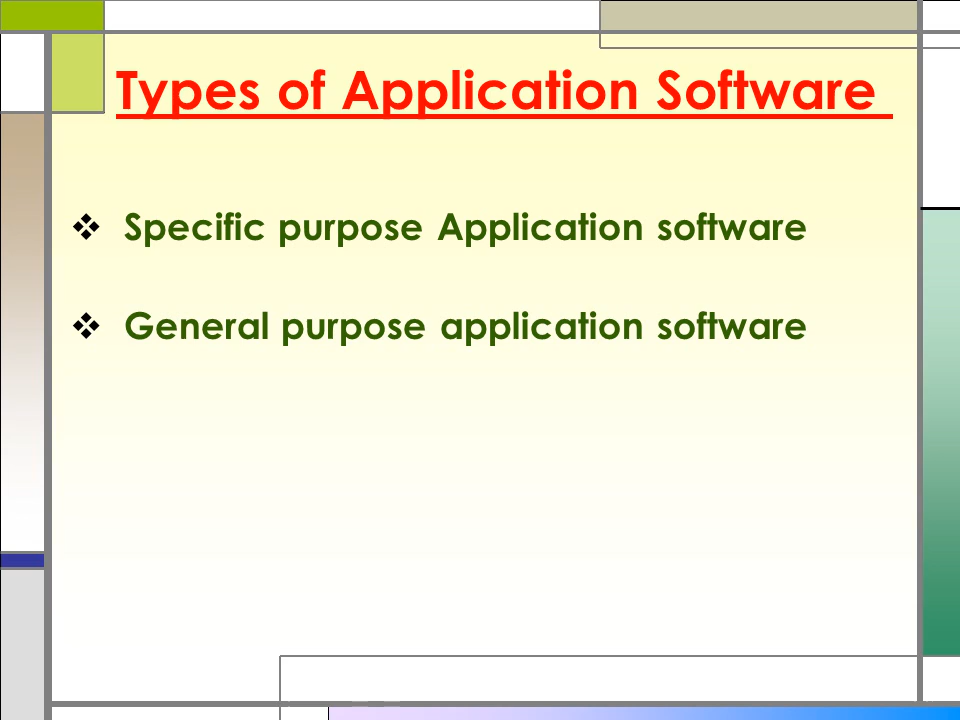 Types of Application Software
❖ Specific purpose Application software
❖ General purpose application software